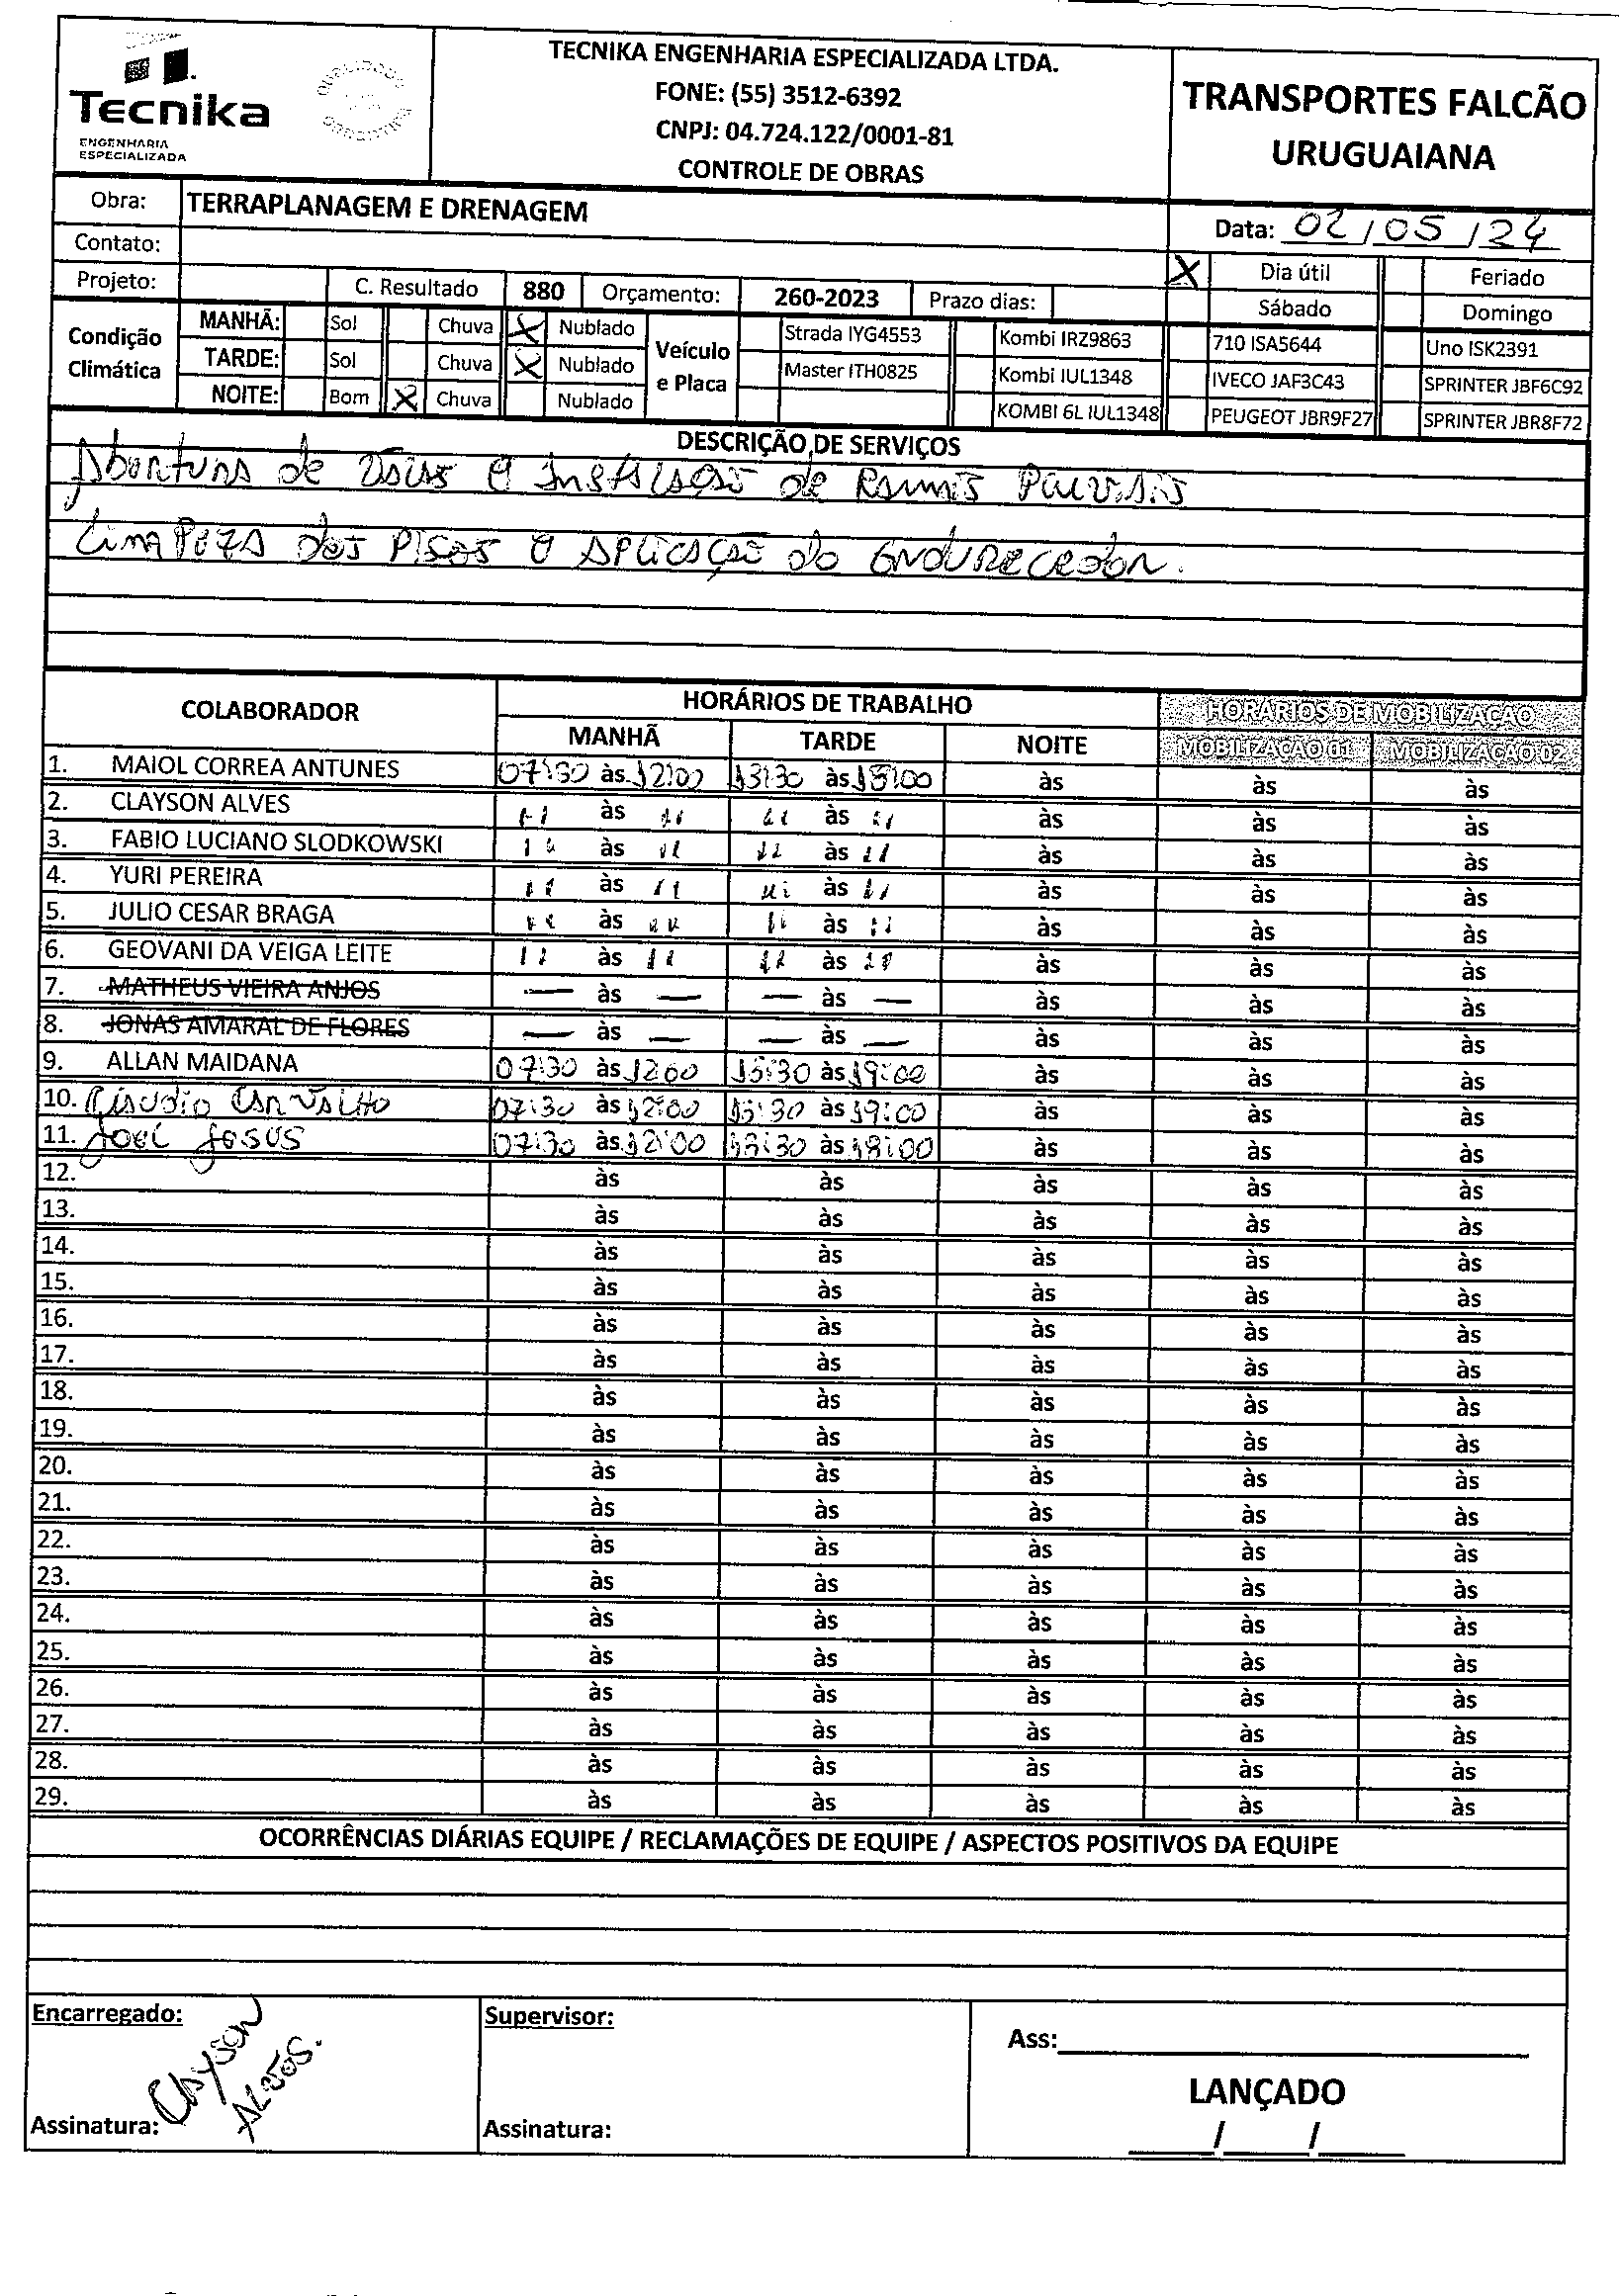 Tecnika
ENGENHARIA
ESPECIALIZADA
TECNIKA ENGENHARIA ESPECIALIZADA LTDA.
FONE: (55) 3512-6392
CNPJ: 04.724.122/0001-81
CONTROLE DE OBRAS
TRANSPORTES FALCÃO
URUGUAIANA
Obra: TERRAPLANAGEM E DRENAGEM
Data: 02/05/24
Contato:
Dia útil Feriado
Projeto: C. Resultado 880 Orçamento: 260-2023 Prazo dias:
Sábado Domingo
Condição Climática
MANHÃ: Sol Chuva X Nublado
TARDE: Sol Chuva X Nublado
NOITE: Bom X Chuva Nublado
Veículo e Placa
Strada IYG4553 Kombi IRZ9863 710 ISA5644 Uno ISK2391
Master ITH0825 Kombi IUL1348 IVECO JAF3C43 SPRINTER JBF6C92
KOMBI 6L IUL1348 PEUGEOT JBR9F27 SPRINTER JBR8F72
DESCRIÇÃO DE SERVIÇOS
Abertura de e Instalação de Ramais Pluviais
Limpeza dos Pisos e Aplicação do Endurecedor.
COLABORADOR HORÁRIOS DE TRABALHO HORÁRIOS DE MOBILIZAÇÃO
MANHÃ TARDE NOITE MOBILIZAÇÃO 01 MOBILIZAÇÃO 02
1. MAIOL CORREA ANTUNES 07:30 às 12:00 13:30 às às às às
2. CLAYSON ALVES " às " " às " às às às
3. FABIO LUCIANO SLODKOWSKI " às " " às " às às às
4. YURI PEREIRA " às " " às " às às às
5. JULIO CESAR BRAGA " às " " às " às às às
6. GEOVANI DA VEIGA LEITE " às " " às " às às às
7. MATHEUS VIEIRA ANJOS — às — — às — às às às
8. JONAS AMARAL DE FLORES — às — — às — às às às
9. ALLAN MAIDANA 07:30 às 12:00 13:30 às 19:00 às às às
10. Claudio Carvalho 07:30 às 12:00 13:30 às 19:00 às às às
11. Joel Jesus 07:30 às 12:00 13:30 às 18:00 às às às
12. às às às às às
13. às às às às às
14. às às às às às
15. às às às às às
16. às às às às às
17. às às às às às
18. às às às às às
19. às às às às às
20. às às às às às
21. às às às às às
22. às às às às às
23. às às às às às
24. às às às às às
25. às às às às às
26. às às às às às
27. às às às às às
28. às às às às às
29. às às às às às
OCORRÊNCIAS DIÁRIAS EQUIPE / RECLAMAÇÕES DE EQUIPE / ASPECTOS POSITIVOS DA EQUIPE
Encarregado:
Supervisor:
Ass:
Clayson
Alves.
LANÇADO
Assinatura:
Assinatura:
/ /